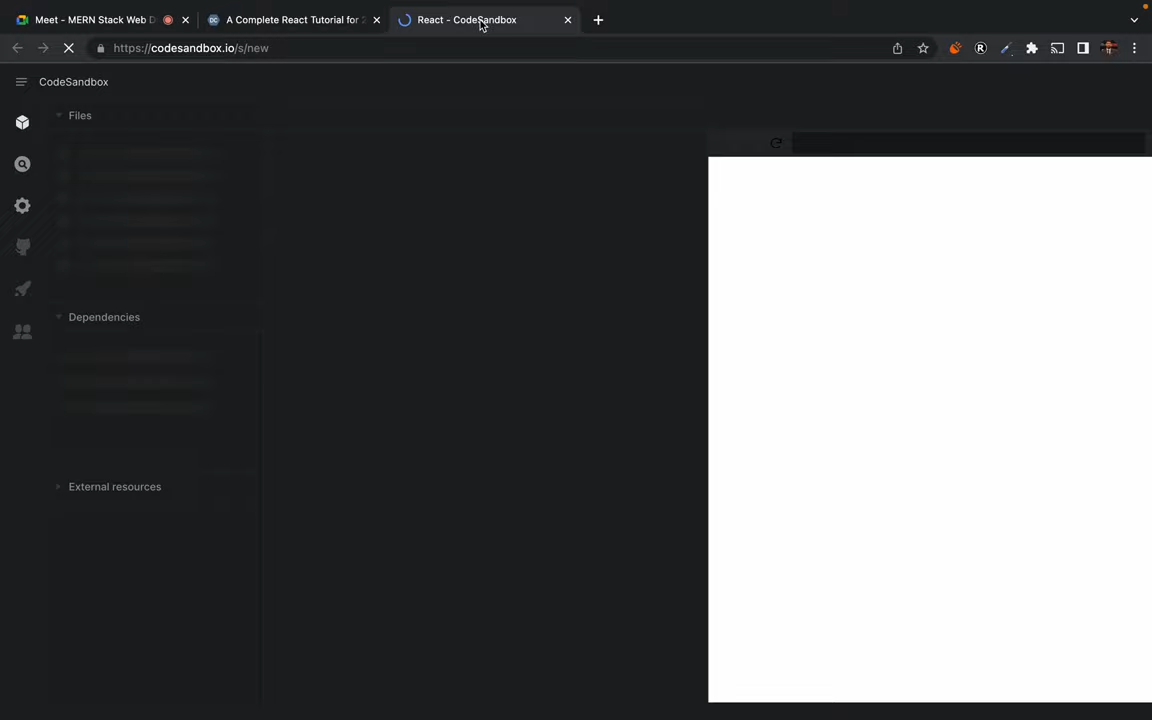 Meet - MERN Stack Web D
A Complete React Tutorial for 2
React - CodeSandbox
https://codesandbox.io/s/new
CodeSandbox
Files
Dependencies
External resources